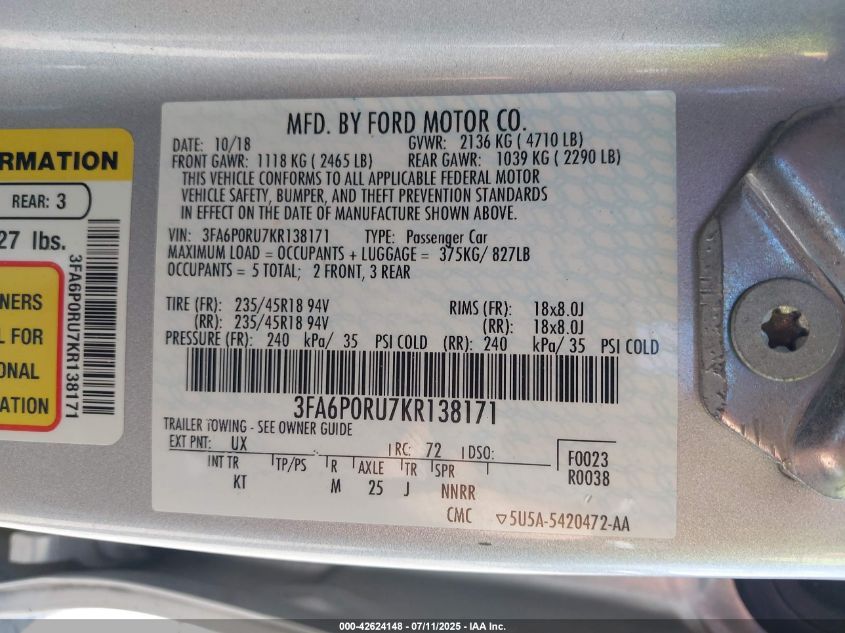 MFD. BY FORD MOTOR CO.
DATE: 10/18 GVWR: 2136 KG ( 4710 LB)
FRONT GAWR: 1118 KG ( 2465 LB) REAR GAWR: 1039 KG ( 2290 LB)
THIS VEHICLE CONFORMS TO ALL APPLICABLE FEDERAL MOTOR
VEHICLE SAFETY, BUMPER, AND THEFT PREVENTION STANDARDS
IN EFFECT ON THE DATE OF MANUFACTURE SHOWN ABOVE.
VIN: 3FA6P0RU7KR138171 TYPE: Passenger Car
MAXIMUM LOAD = OCCUPANTS + LUGGAGE = 375KG/ 827LB
OCCUPANTS = 5 TOTAL; 2 FRONT, 3 REAR
TIRE (FR): 235/45R18 94V RIMS (FR): 18x8.0J
(RR): 235/45R18 94V (RR): 18x8.0J
PRESSURE (FR): 240 kPa/ 35 PSI COLD (RR): 240 kPa/ 35 PSI COLD
3FA6P0RU7KR138171
TRAILER TOWING - SEE OWNER GUIDE
EXT PNT: UX RC: 72 DSO:
F0023
R0038
INT TR TP/PS R AXLE TR SPR
KT M 25 J NNRR
CMC ▽5U5A-5420472-AA
RMATION
REAR: 3
27 lbs.
3FA6P0RU7KR138171
NERS
L FOR
ONAL
ATION
000-42624148 - 07/11/2025 - IAA Inc.